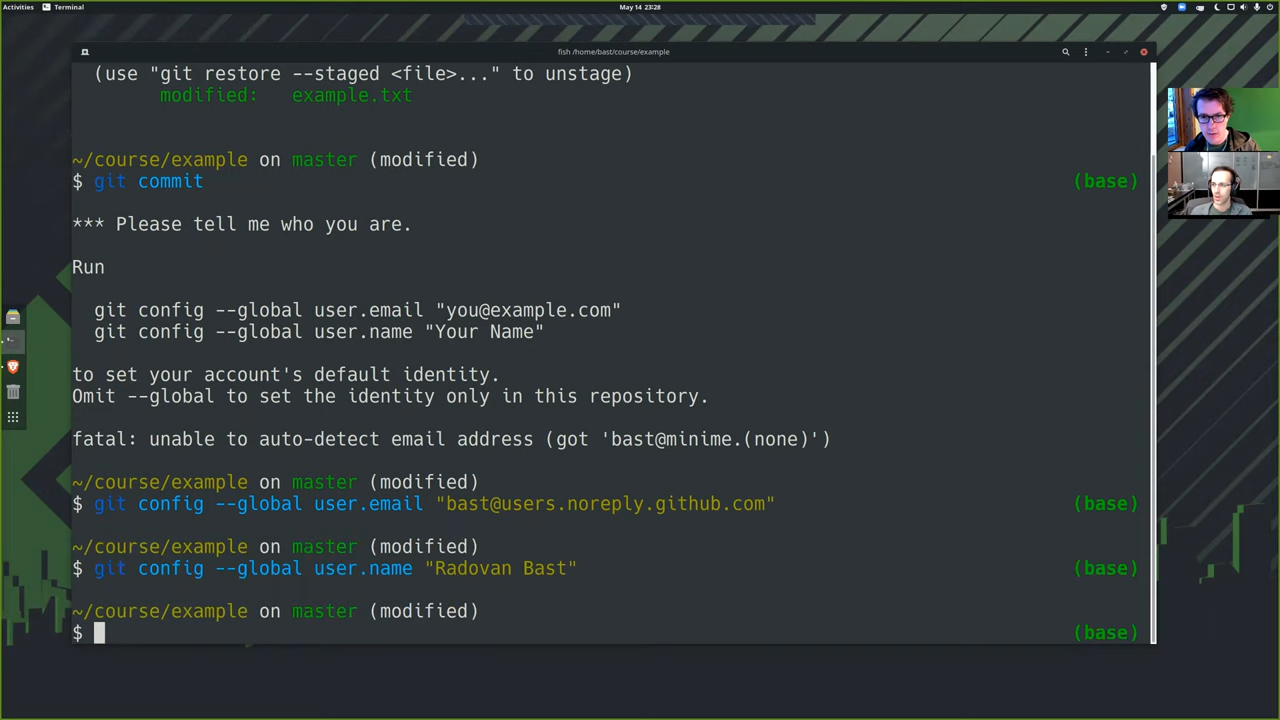 Activities
Terminal
May 14 23:28
fish /home/bast/course/example
(use "git restore --staged <file>..." to unstage)
modified: example.txt
~/course/example on master (modified)
$ git commit (base)
*** Please tell me who you are.
Run
git config --global user.email "you@example.com"
git config --global user.name "Your Name"
to set your account's default identity.
Omit --global to set the identity only in this repository.
fatal: unable to auto-detect email address (got 'bast@minime.(none)')
~/course/example on master (modified)
$ git config --global user.email "bast@users.noreply.github.com" (base)
~/course/example on master (modified)
$ git config --global user.name "Radovan Bast" (base)
~/course/example on master (modified)
$ (base)